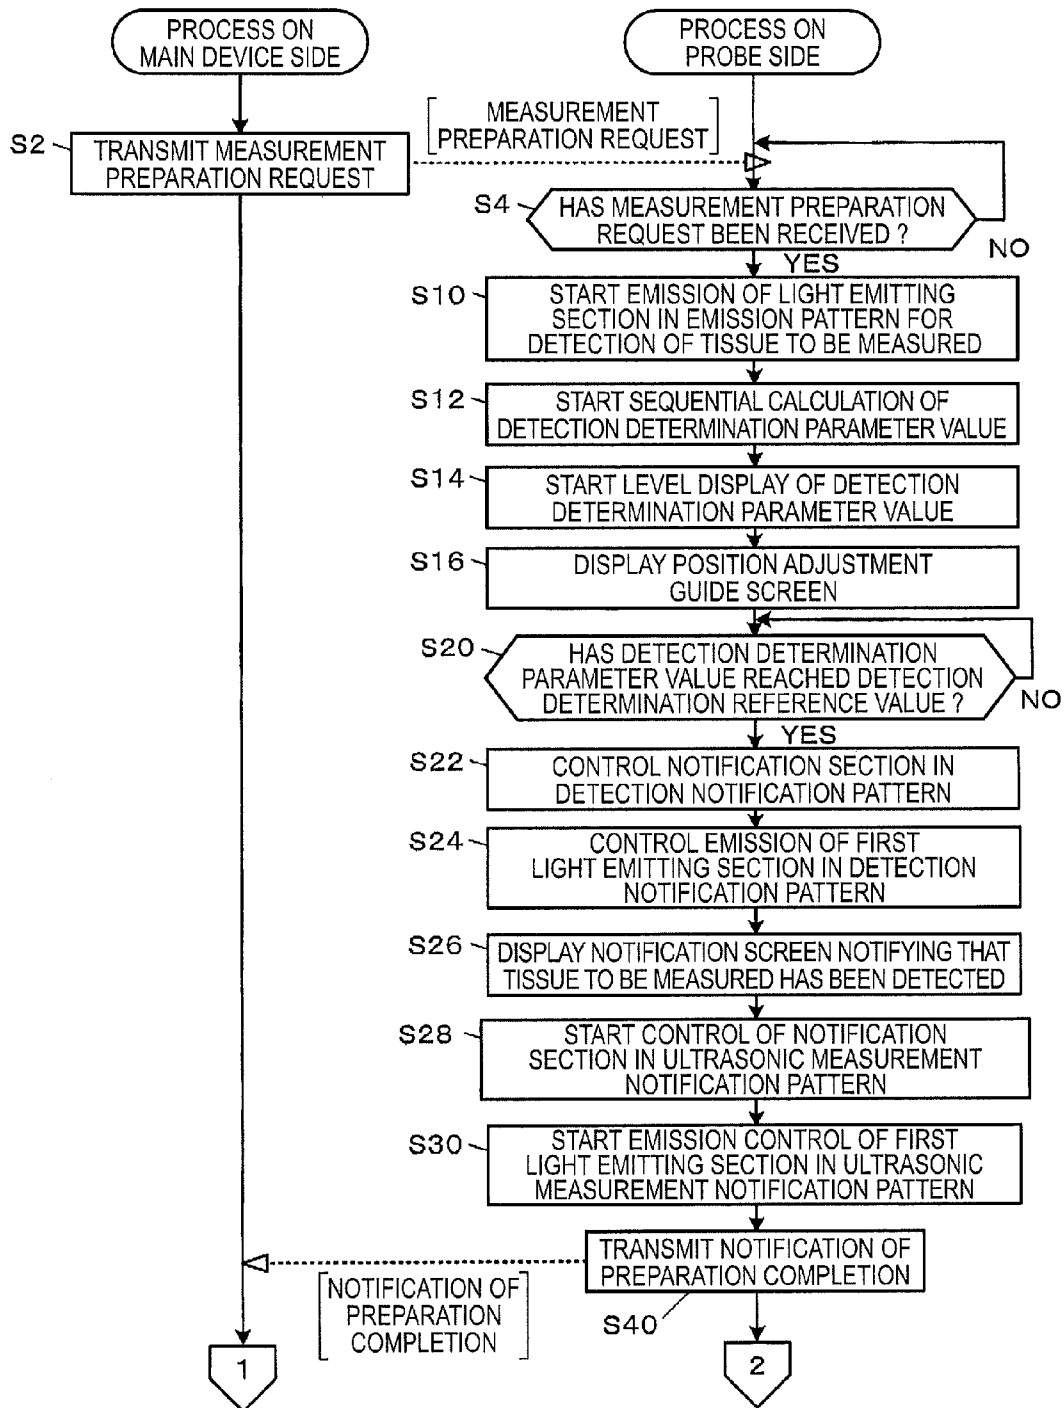 PROCESS ON
MAIN DEVICE SIDE
PROCESS ON
PROBE SIDE
S2
TRANSMIT MEASUREMENT
PREPARATION REQUEST
MEASUREMENT
PREPARATION REQUEST
S4
HAS MEASUREMENT PREPARATION
REQUEST BEEN RECEIVED ?
NO
YES
S10
START EMISSION OF LIGHT EMITTING
SECTION IN EMISSION PATTERN FOR
DETECTION OF TISSUE TO BE MEASURED
S12
START SEQUENTIAL CALCULATION OF
DETECTION DETERMINATION PARAMETER VALUE
S14
START LEVEL DISPLAY OF DETECTION
DETERMINATION PARAMETER VALUE
S16
DISPLAY POSITION ADJUSTMENT
GUIDE SCREEN
S20
HAS DETECTION DETERMINATION
PARAMETER VALUE REACHED DETECTION
DETERMINATION REFERENCE VALUE ?
NO
YES
S22
CONTROL NOTIFICATION SECTION IN
DETECTION NOTIFICATION PATTERN
S24
CONTROL EMISSION OF FIRST
LIGHT EMITTING SECTION IN DETECTION
NOTIFICATION PATTERN
S26
DISPLAY NOTIFICATION SCREEN NOTIFYING THAT
TISSUE TO BE MEASURED HAS BEEN DETECTED
S28
START CONTROL OF NOTIFICATION
SECTION IN ULTRASONIC MEASUREMENT
NOTIFICATION PATTERN
S30
START EMISSION CONTROL OF FIRST
LIGHT EMITTING SECTION IN ULTRASONIC
MEASUREMENT NOTIFICATION PATTERN
TRANSMIT NOTIFICATION OF
PREPARATION COMPLETION
S40
NOTIFICATION OF
PREPARATION
COMPLETION
1
2